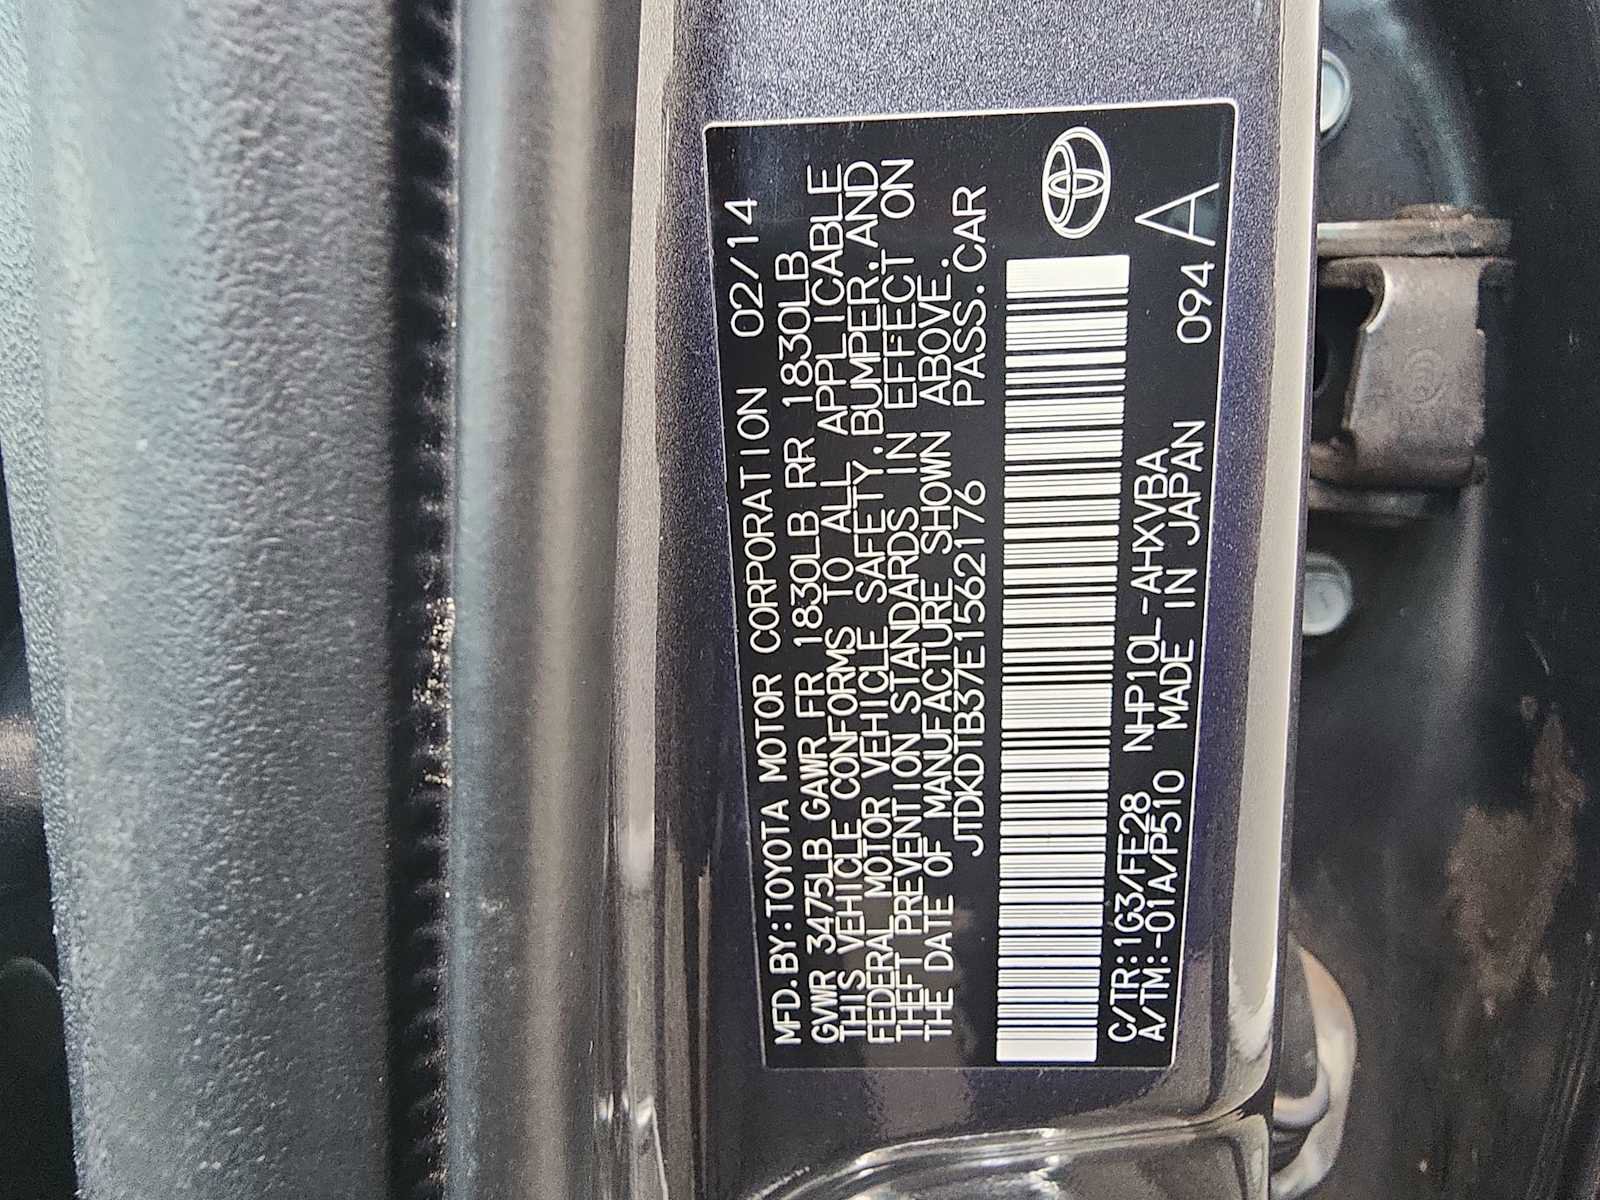 MFD.BY:TOYOTA MOTOR CORPORATION 02/14
GVWR 3475LB GAWR FR 1830LB RR 1830LB
THIS VEHICLE CONFORMS TO ALL APPLICABLE
FEDERAL MOTOR VEHICLE SAFETY,BUMPER,AND
THEFT PREVENTION STANDARDS IN EFFECT ON
THE DATE OF MANUFACTURE SHOWN ABOVE.
JTDKDTB37E1562176 PASS.CAR
C/TR:1G3/FE28 NHP10L-AHXVBA
A/TM:-01A/P510 MADE IN JAPAN 094 A